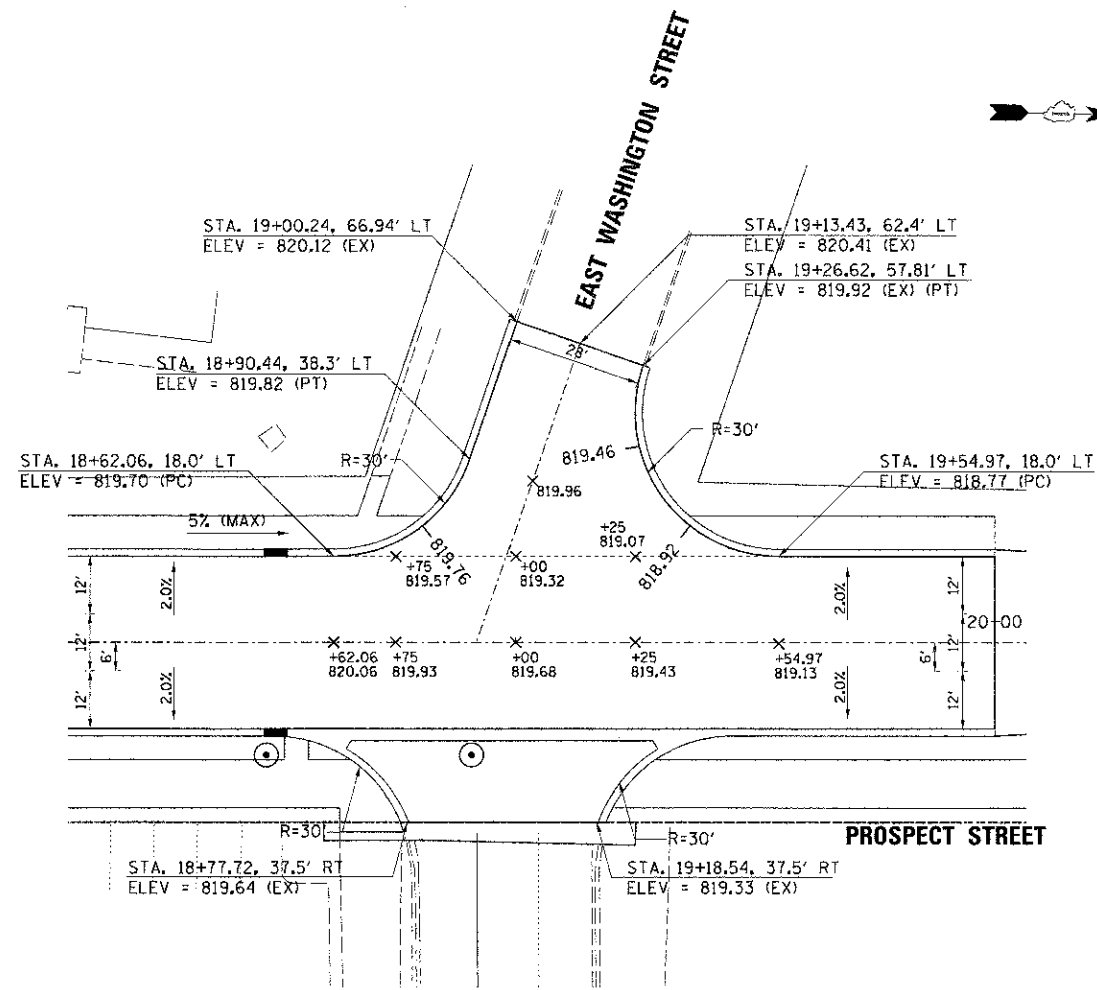 EAST WASHINGTON STREET
STA. 19+00.24, 66.94' LT
ELEV = 820.12 (EX)
STA. 19+13.43, 62.4' LT
ELEV = 820.41 (EX)
STA. 19+26.62, 57.81' LT
ELEV = 819.92 (EX) (PT)
28'
STA. 18+90.44, 38.3' LT
ELEV = 819.82 (PT)
R=30'
819.46
STA. 18+62.06, 18.0' LT
ELEV = 819.70 (PC)
R=30'
STA. 19+54.97, 18.0' LT
ELEV = 818.77 (PC)
819.96
5% (MAX)
819.76
+25
819.07
818.92
+75
819.57
+00
819.32
12'
2.0%
2.0%
12'
12'
6'
20+00
12'
6'
+62.06
820.06
+75
819.93
+00
819.68
+25
819.43
+54.97
819.13
12'
2.0%
2.0%
12'
R=30'
R=30'
PROSPECT STREET
STA. 18+77.72, 37.5' RT
ELEV = 819.64 (EX)
STA. 19+18.54, 37.5' RT
ELEV = 819.33 (EX)